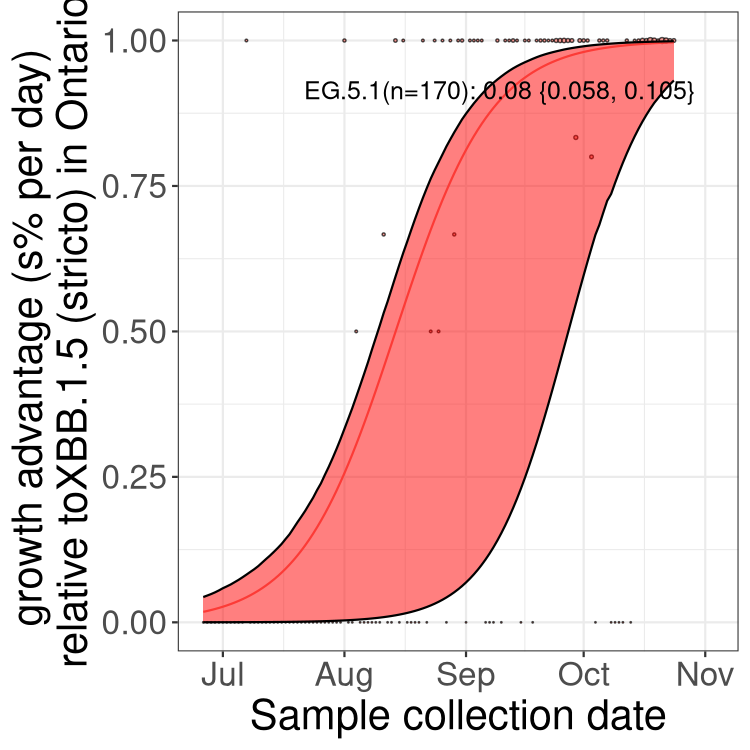 growth advantage (s% per day)
relative toXBB.1.5 (stricto) in Ontario
1.00
0.75
0.50
0.25
0.00
EG.5.1(n=170): 0.08 {0.058, 0.105}
Jul Aug Sep Oct Nov
Sample collection date